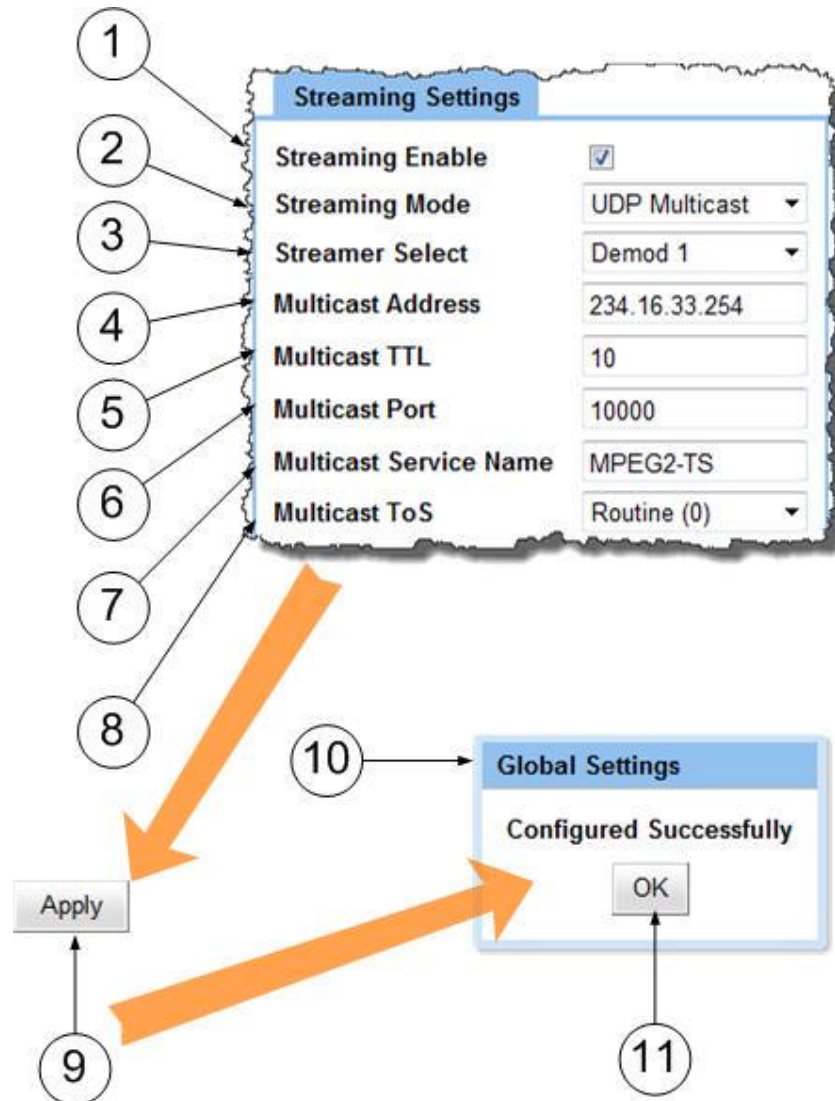 1
Streaming Settings
2
Streaming Enable
Streaming Mode UDP Multicast
3
Streamer Select Demod 1
4
Multicast Address 234.16.33.254
5
Multicast TTL 10
6
Multicast Port 10000
7
Multicast Service Name MPEG2-TS
8
Multicast ToS Routine (0)
10
Global Settings
Configured Successfully
Apply
OK
9
11